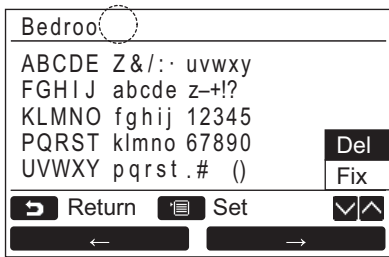 Bedroo
ABCDE Z&/:· uvwxy
FGHIJ abcde z–+!?
KLMNO fghij 12345
PQRST klmno 67890
UVWXY pqrst.# ()
Del
Fix
Return Set
← →